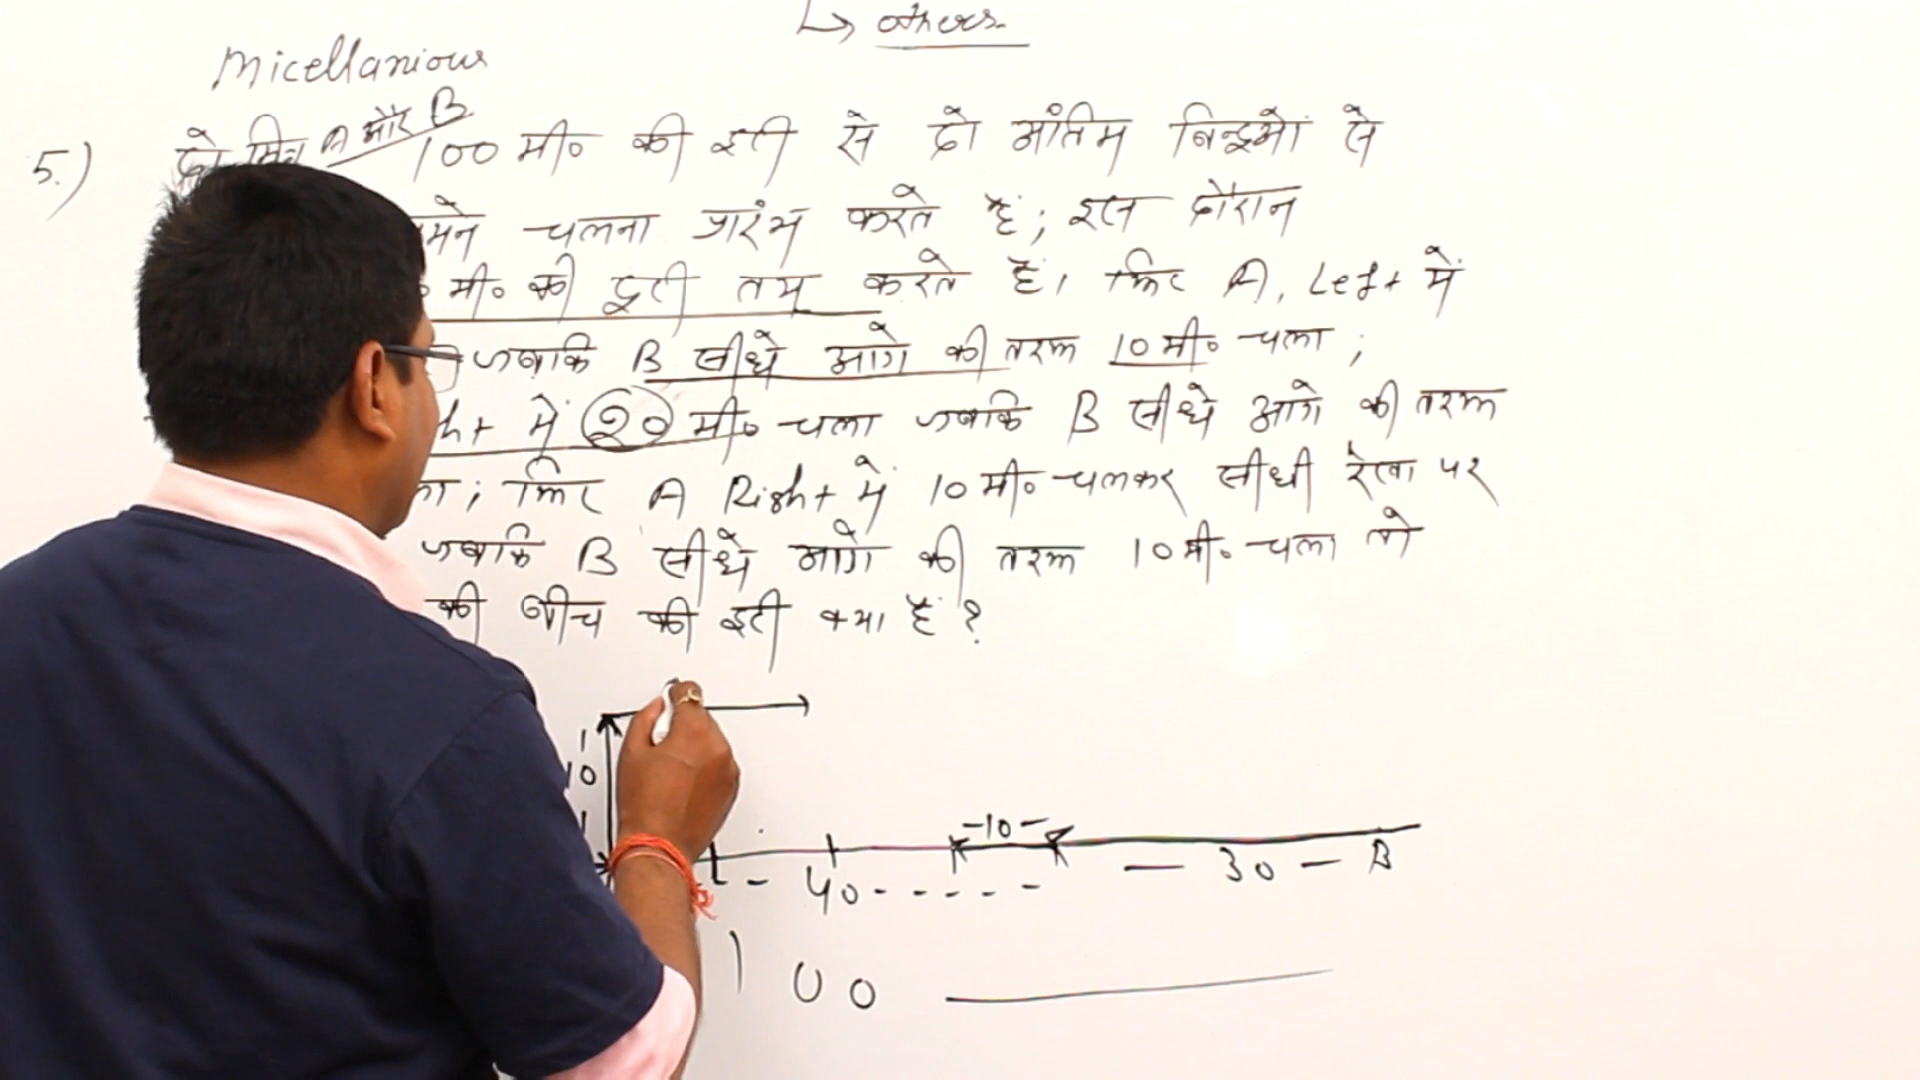 ↳ others
Micellanious
5.) दो मित्र A और B 100 मी० की दूरी से दो अंतिम बिन्दुओं से
मने चलना प्रारंभ करते हैं; इस दौरान
मी० की दूरी तय करते हैं। फिर A, Left में
जबकि B सीधे आगे की तरफ 10 मी० चला;
ht में 20 मी० चला जबकि B सीधे आगे की तरफ
ला; फिर A Right में 10 मी० चलकर सीधी रेखा पर
जबकि B सीधे आगे की तरफ 10 मी० चला तो
की बीच की दूरी क्या है?
10
-10-
40 - - - - -
— 30 — B
100